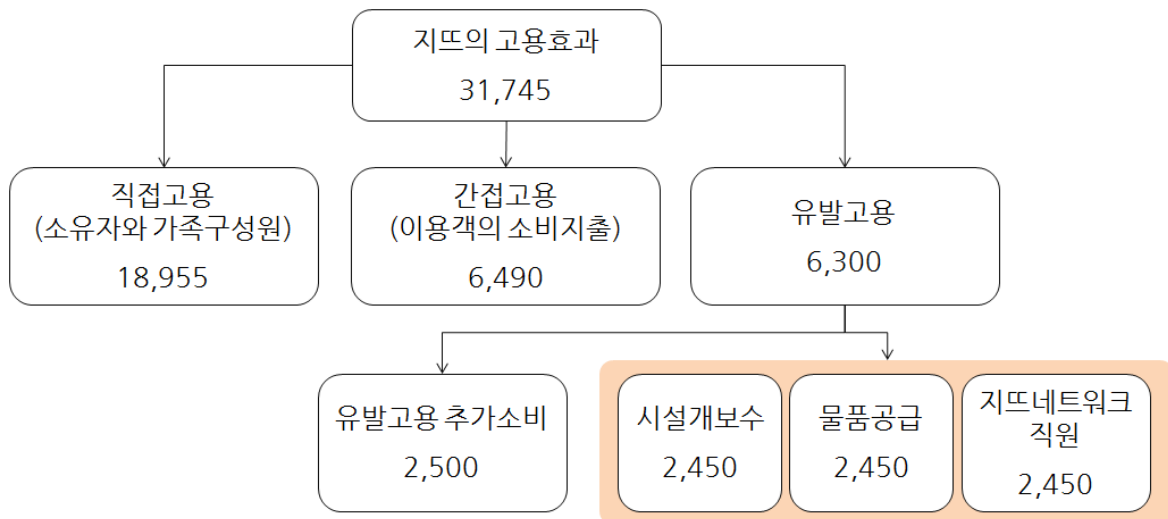 지뜨의 고용효과
31,745
직접고용
(소유자와 가족구성원)
18,955
간접고용
(이용객의 소비지출)
6,490
유발고용
6,300
유발고용 추가소비
2,500
시설개보수
2,450
물품공급
2,450
지뜨네트워크
직원
2,450